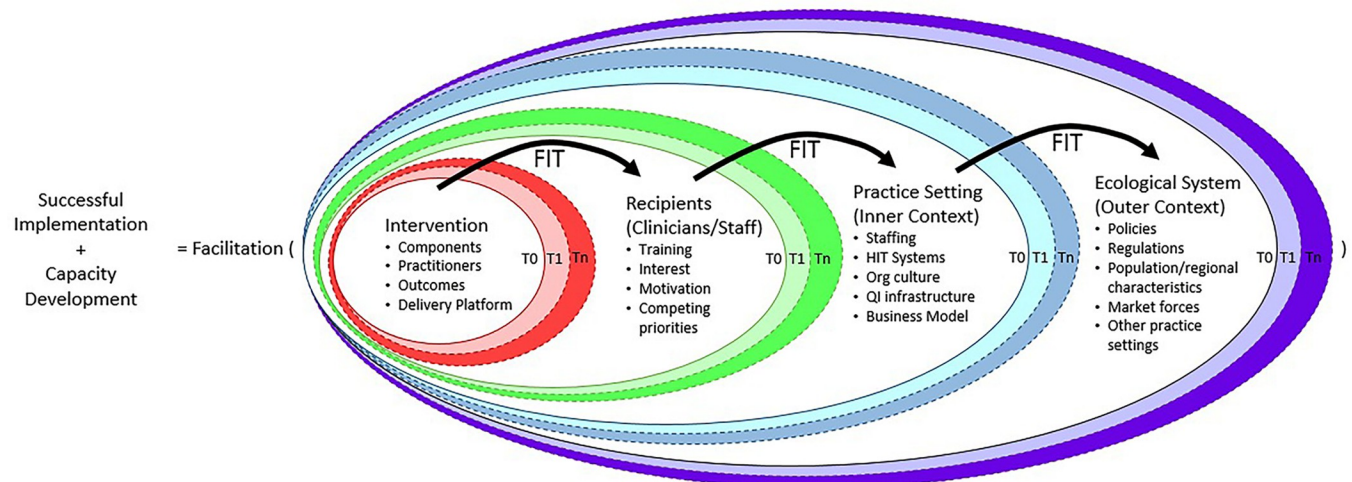 Successful
Implementation
+
Capacity
Development
= Facilitation (
FIT
FIT
FIT
Intervention
• Components
• Practitioners
• Outcomes
• Delivery Platform
T0 T1 Tn
Recipients
(Clinicians/Staff)
• Training
• Interest
• Motivation
• Competing
priorities
T0 T1 Tn
Practice Setting
(Inner Context)
• Staffing
• HIT Systems
• Org culture
• QI infrastructure
• Business Model
T0 T1 Tn
Ecological System
(Outer Context)
• Policies
• Regulations
• Population/regional
characteristics
• Market forces
• Other practice
settings
T0 T1 Tn
)